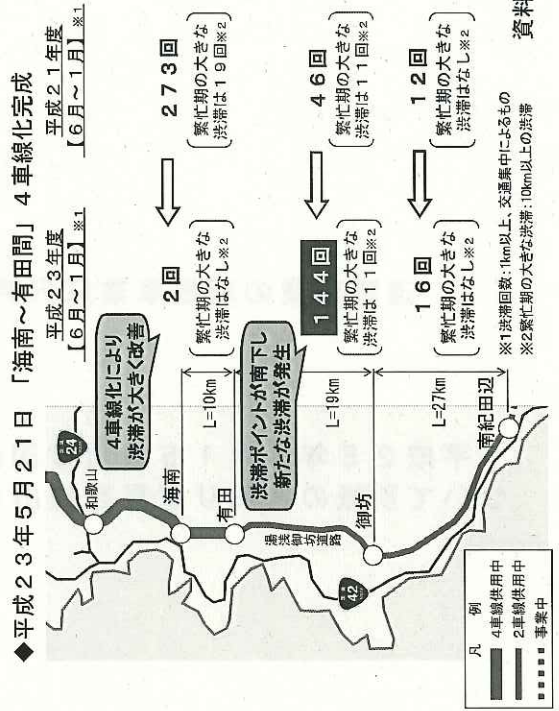 ◆平成23年5月21日 「海南～有田間」 4車線化完成
平成23年度
【6月～1月】※1
平成21年度
【6月～1月】※1
24
和歌山
4車線化により
渋滞が大きく改善
海南
L=10km
2回
繁忙期の大きな
渋滞はなし※2
273回
繁忙期の大きな
渋滞は19回※2
有田
渋滞ポイントが南下し
新たな渋滞が発生
湯浅御坊道路
L=19km
144回
繁忙期の大きな
渋滞は11回※2
46回
繁忙期の大きな
渋滞は11回※2
42
御坊
L=27km
16回
繁忙期の大きな
渋滞はなし※2
12回
繁忙期の大きな
渋滞はなし※2
南紀田辺
凡 例
4車線供用中
2車線供用中
事業中
※1渋滞回数：1km以上、交通集中によるもの
※2繁忙期の大きな渋滞：10km以上の渋滞
資料